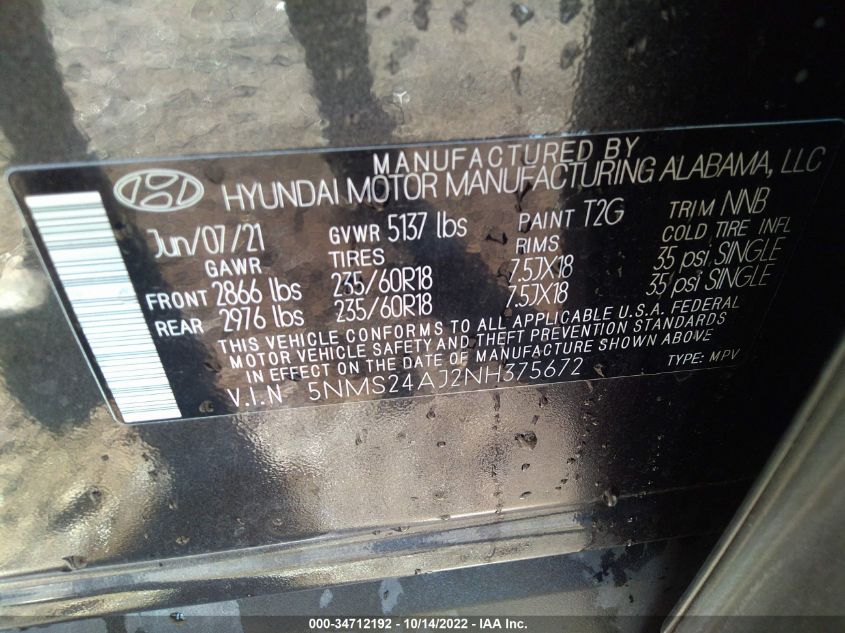 MANUFACTURED BY
HYUNDAI MOTOR MANUFACTURING ALABAMA, LLC
Jun/07/21 GVWR 5137 lbs PAINT T2G TRIM NNB
GAWR TIRES RIMS COLD TIRE INFL
FRONT 2866 lbs 235/60R18 7.5JX18 35 psi, SINGLE
REAR 2976 lbs 235/60R18 7.5JX18 35 psi SINGLE
THIS VEHICLE CONFORMS TO ALL APPLICABLE U.S.A. FEDERAL
MOTOR VEHICLE SAFETY AND THEFT PREVENTION STANDARDS
IN EFFECT ON THE DATE OF MANUFACTURE SHOWN ABOVE
V.I.N 5NMS24AJ2NH375672 TYPE: MPV
000-34712192 - 10/14/2022 - IAA Inc.